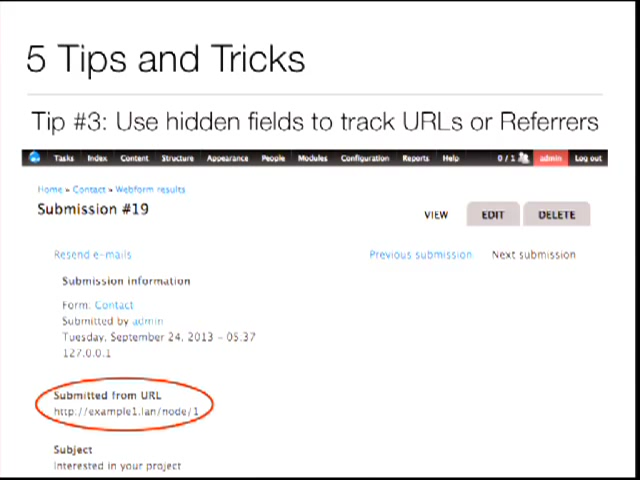 5 Tips and Tricks
Tip #3: Use hidden fields to track URLs or Referrers
Tasks Index Content Structure Appearance People Modules Configuration Reports Help 0 / 1 admin Log out
Home » Contact » Webform results
Submission #19
VIEW EDIT DELETE
Resend e-mails Previous submission Next submission
Submission information
Form: Contact
Submitted by admin
Tuesday, September 24, 2013 - 05:37
127.0.0.1
Submitted from URL
http://example1.lan/node/1
Subject
Interested in your project